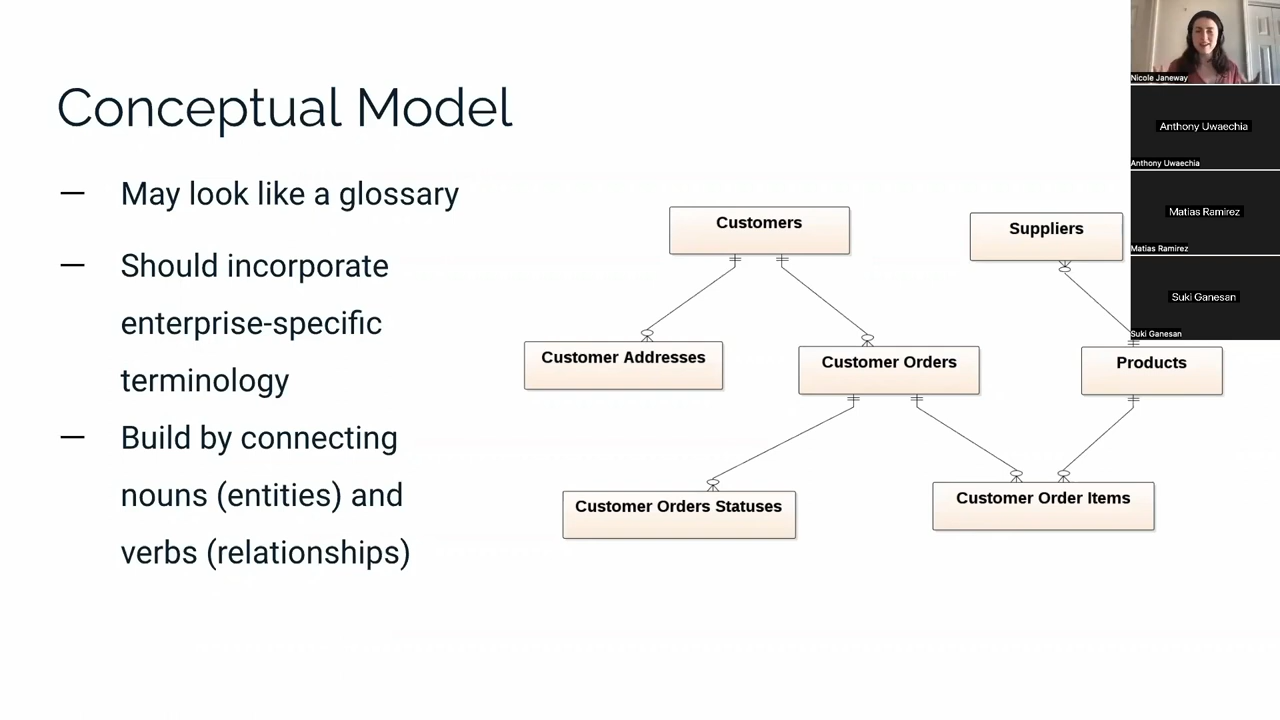 Conceptual Model
— May look like a glossary
— Should incorporate
enterprise-specific
terminology
— Build by connecting
nouns (entities) and
verbs (relationships)
Customers
Suppliers
Customer Addresses
Customer Orders
Products
Customer Orders Statuses
Customer Order Items
Nicole Janeway
Anthony Uwaechia
Anthony Uwaechia
Matias Ramirez
Matias Ramirez
Suki Ganesan
Suki Ganesan